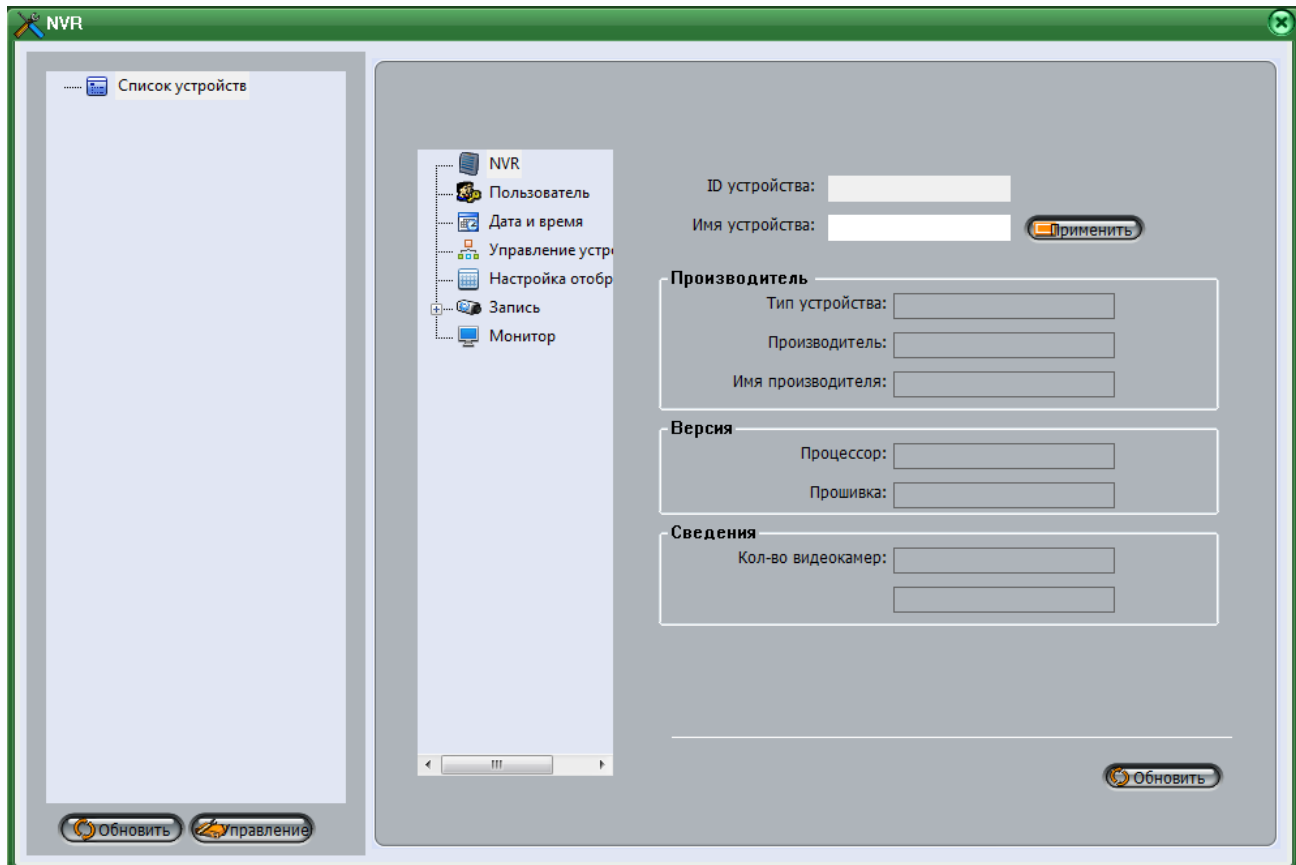 NVR
Список устройств
Обновить
Управление
NVR
Пользователь
Дата и время
Управление устр
Настройка отобр
Запись
Монитор
ID устройства:
Имя устройства:
Применить
Производитель
Тип устройства:
Производитель:
Имя производителя:
Версия
Процессор:
Прошивка:
Сведения
Кол-во видеокамер:
Обновить